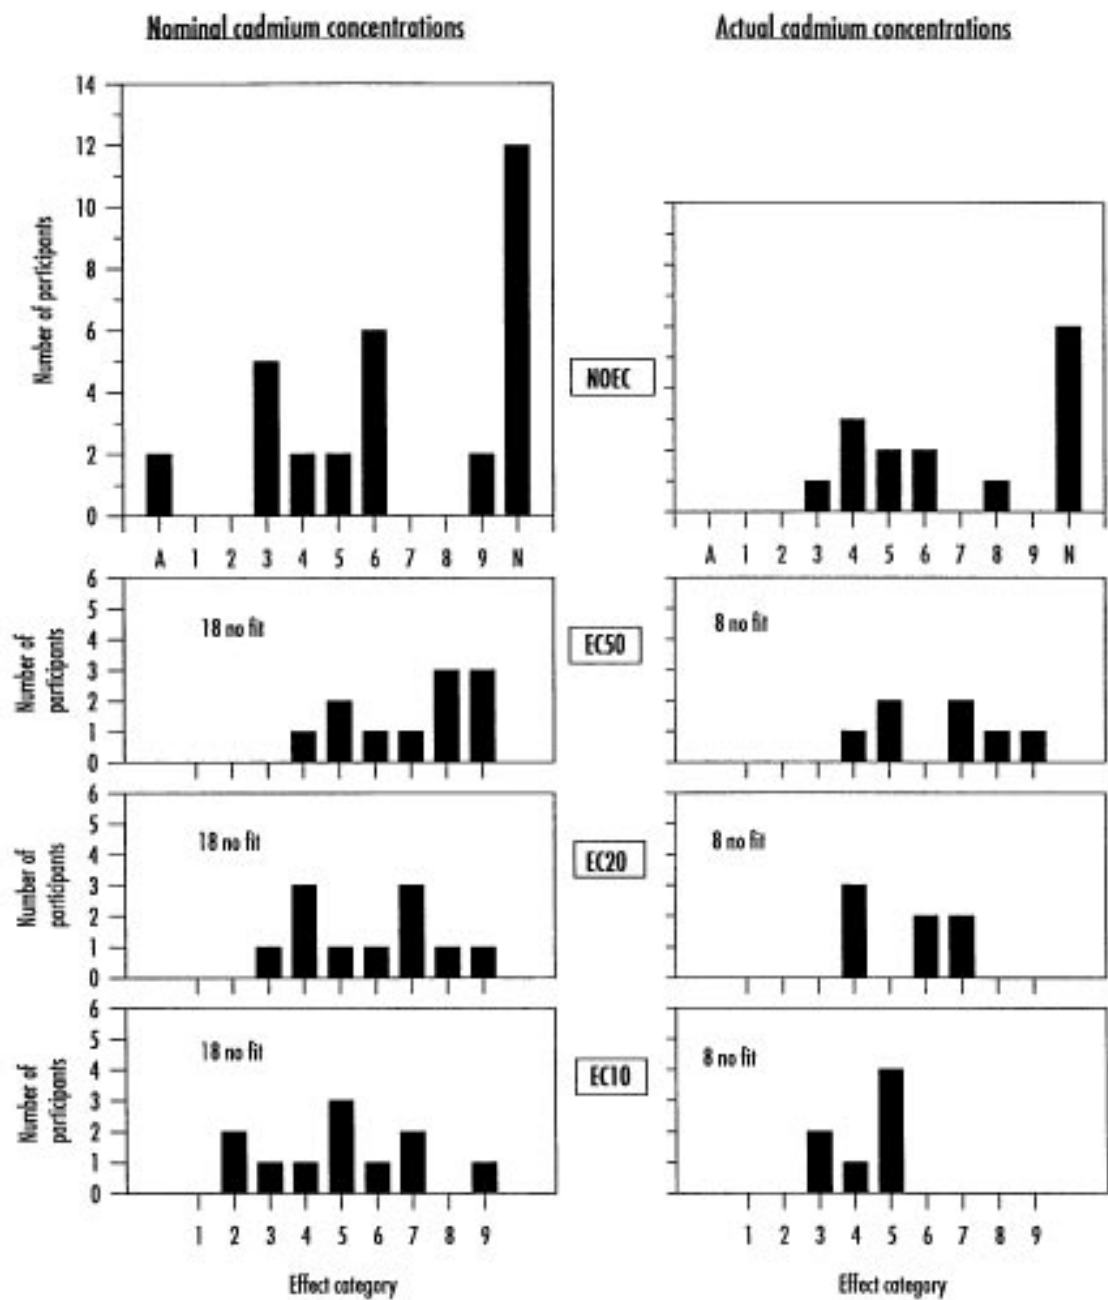 Nominal cadmium concentrations
Actual cadmium concentrations
14
12
10
8
6
4
2
0
Number of participants
A 1 2 3 4 5 6 7 8 9 N
NOEC
A 1 2 3 4 5 6 7 8 9 N
6
5
4
3
2
1
0
Number of
participants
18 no fit
EC50
8 no fit
6
5
4
3
2
1
0
Number of
participants
18 no fit
EC20
8 no fit
6
5
4
3
2
1
0
Number of
participants
18 no fit
EC10
8 no fit
1 2 3 4 5 6 7 8 9
1 2 3 4 5 6 7 8 9
Effect category
Effect category